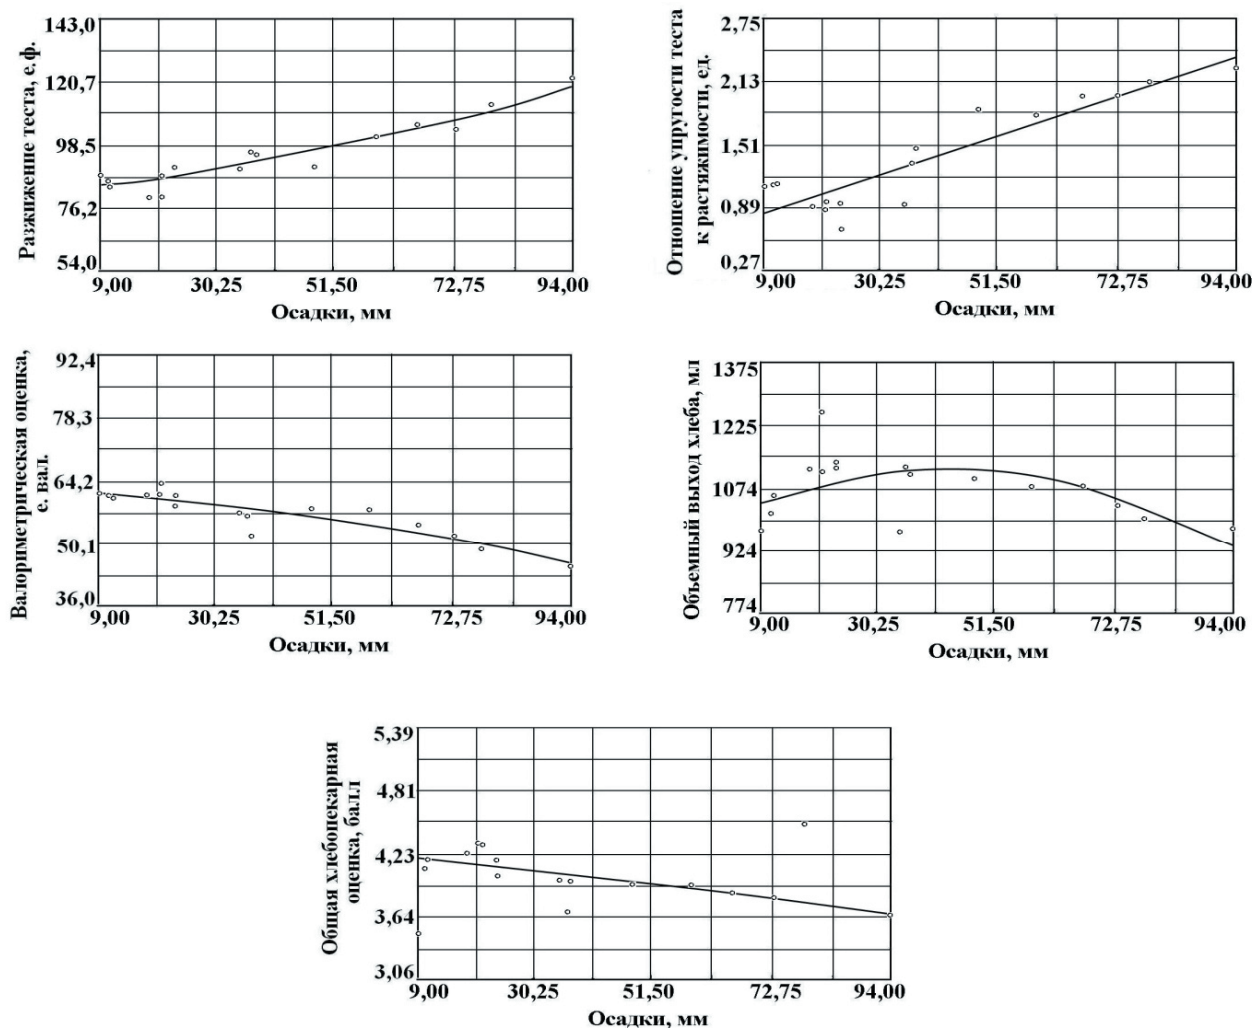 Разжижение теста, е.ф.
143,0
120,7
98,5
76,2
54,0
9,00 30,25 51,50 72,75 94,00
Осадки, мм
Отношение упругости теста
к растяжимости, ед.
2,75
2,13
1,51
0,89
0,27
9,00 30,25 51,50 72,75 94,00
Осадки, мм
Валориметрическая оценка,
е. вал.
92,4
78,3
64,2
50,1
36,0
9,00 30,25 51,50 72,75 94,00
Осадки, мм
Объемный выход хлеба, мл
1375
1225
1074
924
774
9,00 30,25 51,50 72,75 94,00
Осадки, мм
Общая хлебопекарная
оценка, балл
5,39
4,81
4,23
3,64
3,06
9,00 30,25 51,50 72,75 94,00
Осадки, мм